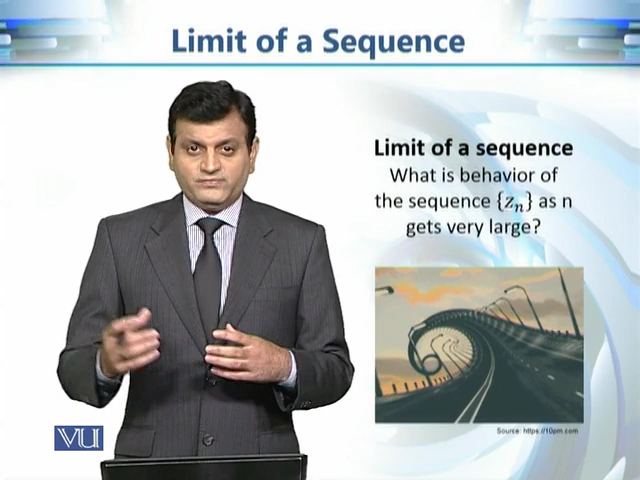 Limit of a Sequence
Limit of a sequence
What is behavior of
the sequence {zₙ} as n
gets very large?
Source: https://10pm.com
VU